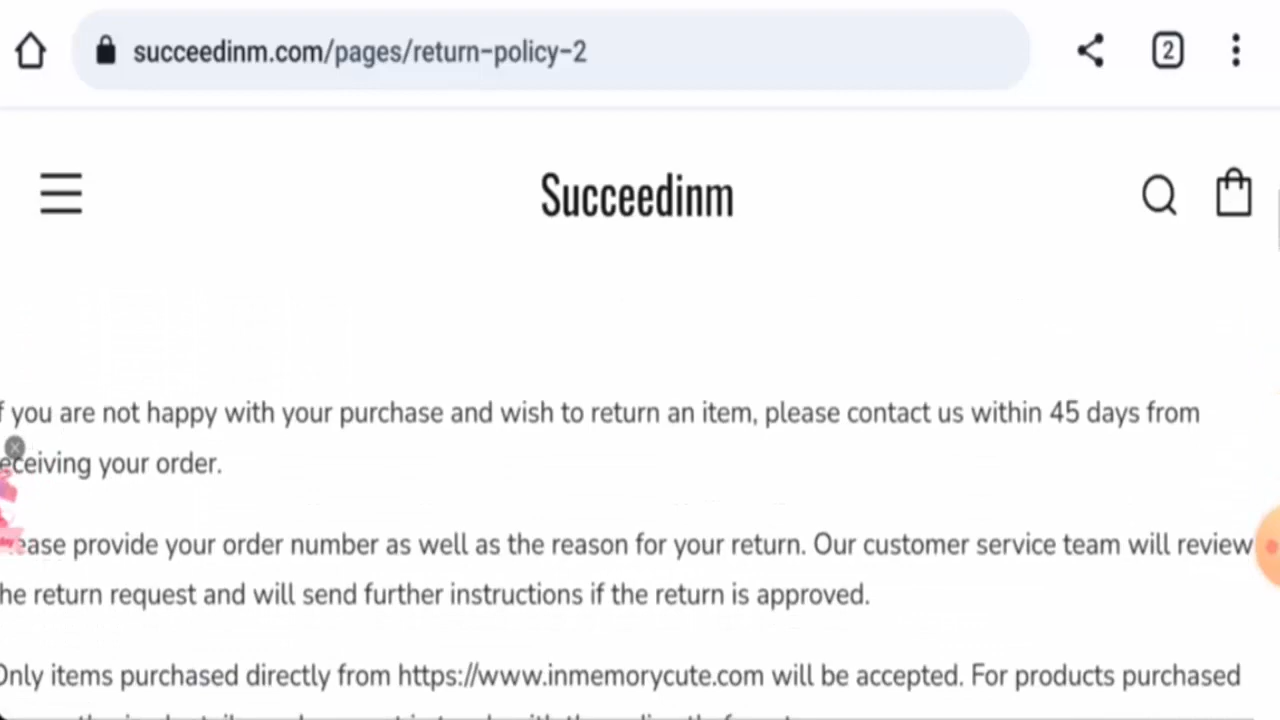 succeedinm.com/pages/return-policy-2
2
Succeedinm
f you are not happy with your purchase and wish to return an item, please contact us within 45 days from
eceiving your order.
ease provide your order number as well as the reason for your return. Our customer service team will review
he return request and will send further instructions if the return is approved.
Only items purchased directly from https://www.inmemorycute.com will be accepted. For products purchased